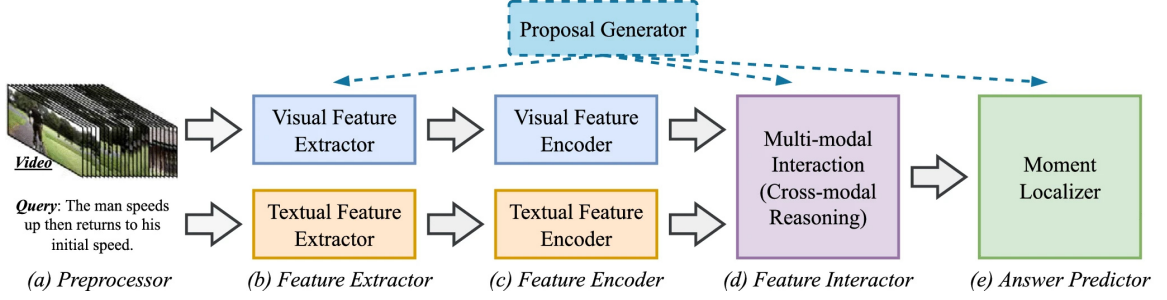 Proposal Generator
Video
Query: The man speeds
up then returns to his
initial speed.
Visual Feature
Extractor
Textual Feature
Extractor
Visual Feature
Encoder
Textual Feature
Encoder
Multi-modal
Interaction
(Cross-modal
Reasoning)
Moment
Localizer
(a) Preprocessor
(b) Feature Extractor
(c) Feature Encoder
(d) Feature Interactor
(e) Answer Predictor